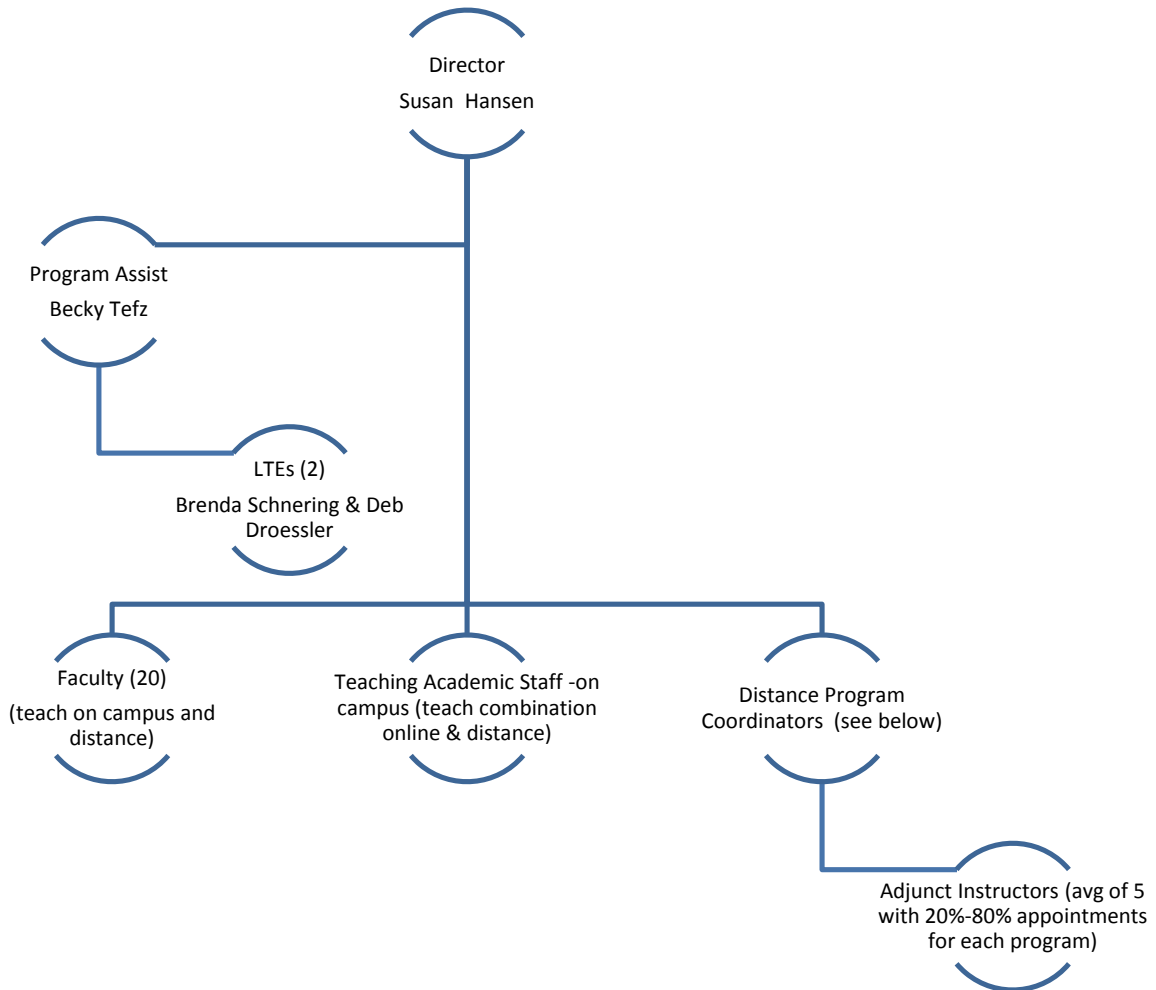 Director
Susan  Hansen
Program Assist
Becky Tefz
LTEs (2)
Brenda Schnering & Deb
Droessler
Faculty (20)
(teach on campus and
distance)
Teaching Academic Staff -on
campus (teach combination
online & distance)
Distance Program
Coordinators  (see below)
Adjunct Instructors (avg of 5
with 20%-80% appointments
for each program)